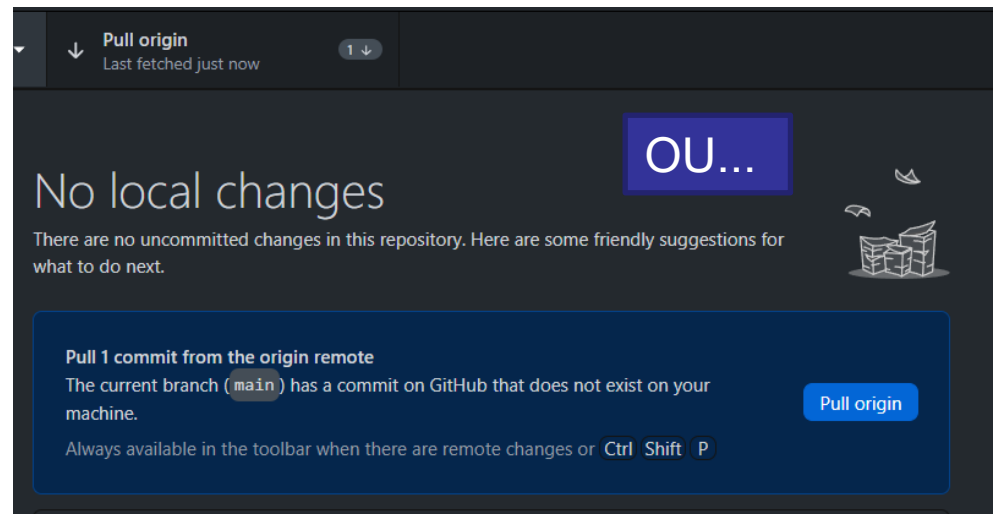 Pull origin
1
Last fetched just now
OU...
No local changes
There are no uncommitted changes in this repository. Here are some friendly suggestions for
what to do next.
Pull 1 commit from the origin remote
The current branch (main) has a commit on GitHub that does not exist on your
machine.
Pull origin
Always available in the toolbar when there are remote changes or Ctrl Shift P